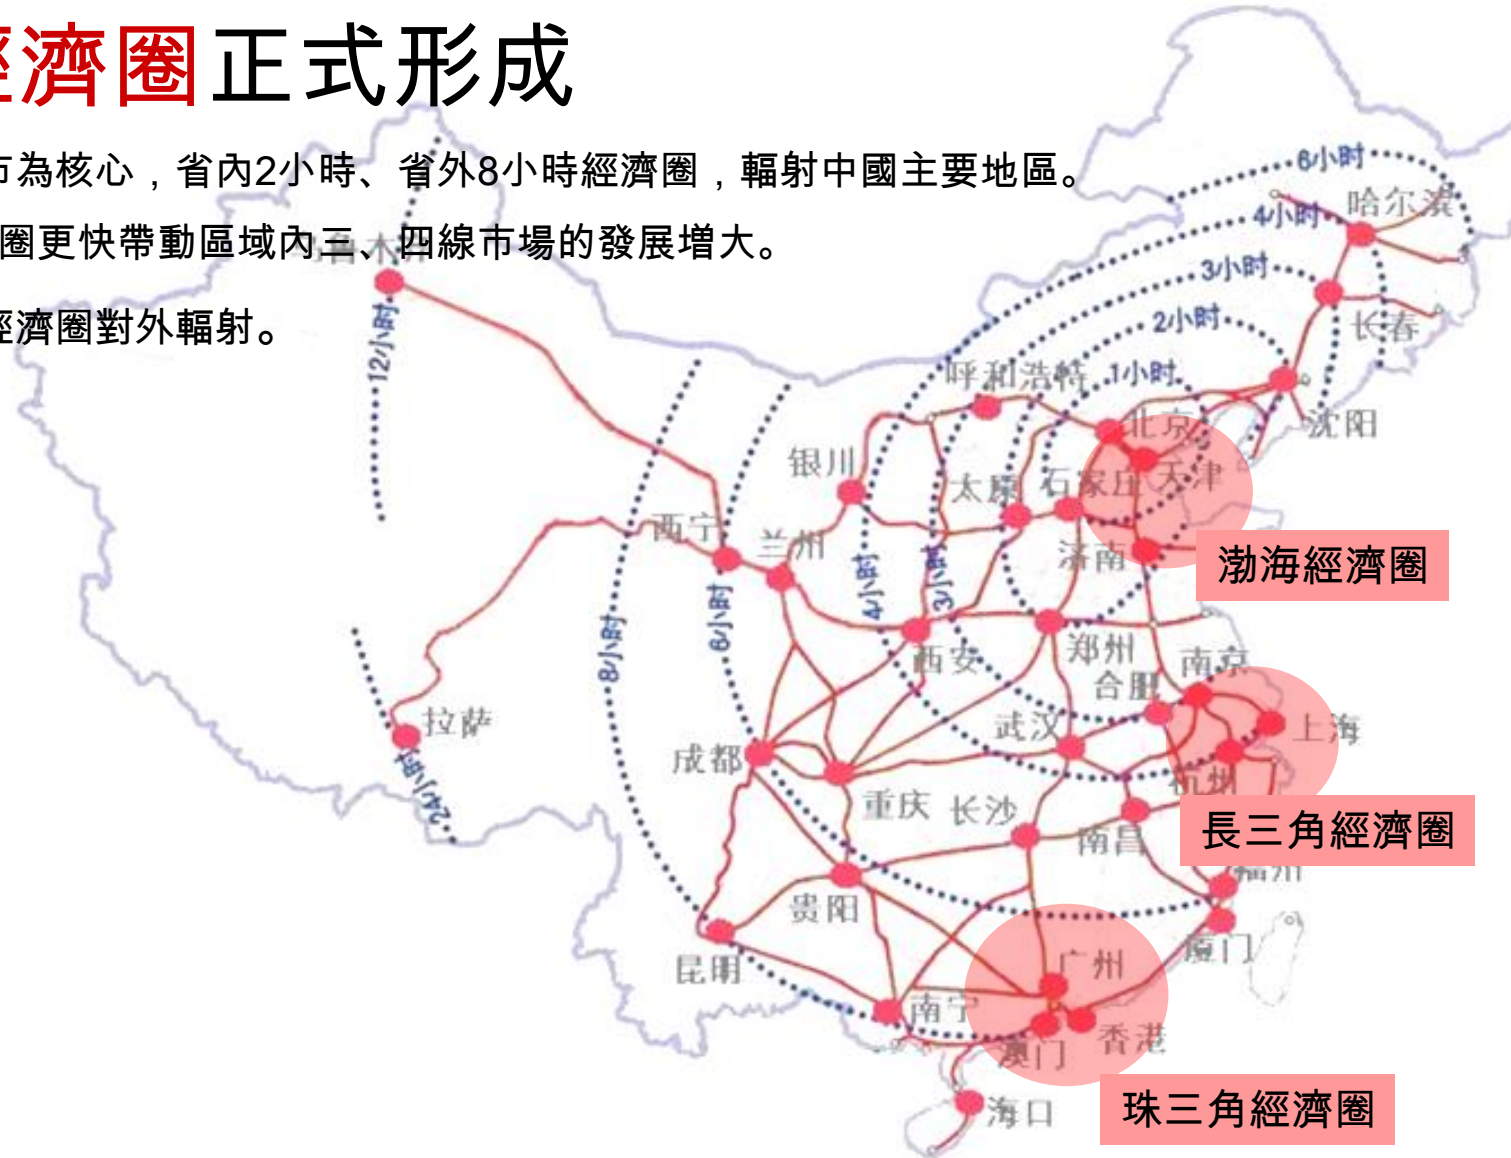 濟圈正式形成
為核心，省內2小時、省外8小時經濟圈，輻射中國主要地區。
圈更快帶動區域內三、四線市場的發展增大。
經濟圈對外輻射。
6小时
哈尔滨
4小时
3小时
长春
2小时
12小时
呼和浩特
1小时
北京
沈阳
银川
太原
石家庄
天津
西宁
兰州
济南
渤海經濟圈
4小时
3小时
6小时
8小时
西安
郑州
南京
合肥
拉萨
武汉
上海
成都
杭州
24小时
重庆
长沙
南昌
長三角經濟圈
福州
贵阳
厦门
昆明
广州
南宁
澳门
香港
海口
珠三角經濟圈